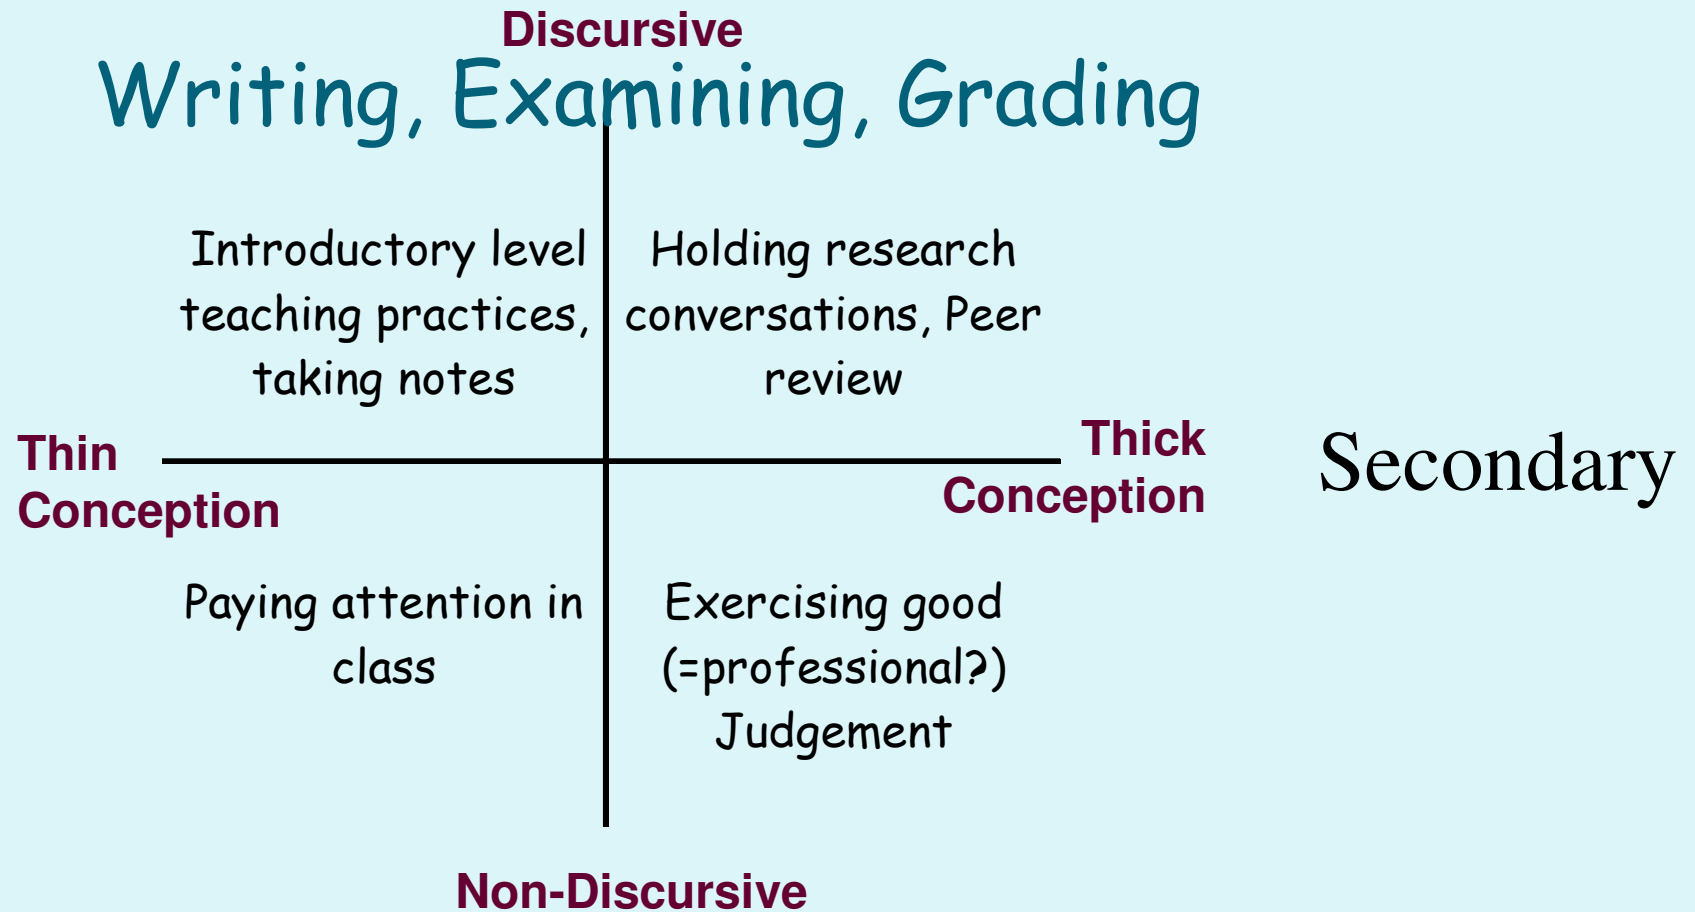 Discursive
Writing, Examining, Grading
Introductory level
teaching practices,
taking notes
Holding research
conversations, Peer
review
Thin
Conception
Thick
Conception
Secondary
Paying attention in
class
Exercising good
(=professional?)
Judgement
Non-Discursive